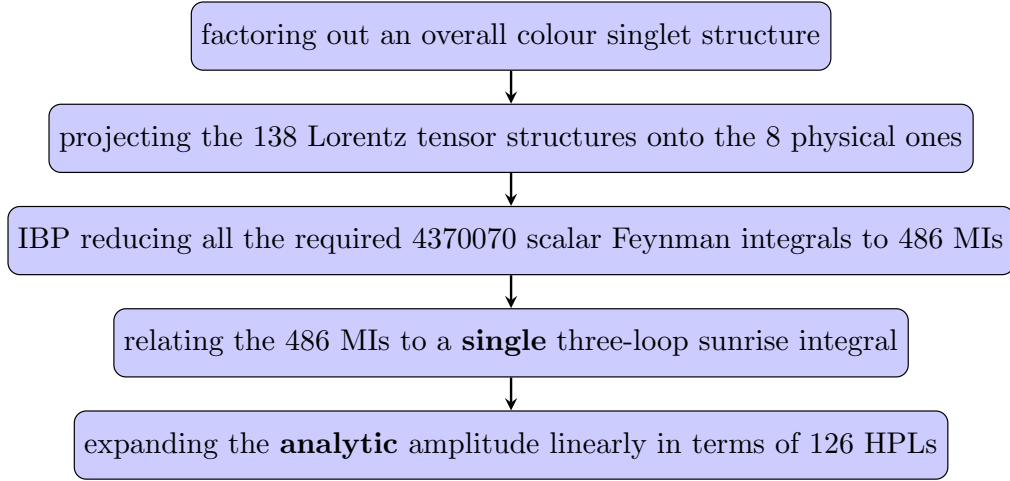 factoring out an overall colour singlet structure
projecting the 138 Lorentz tensor structures onto the 8 physical ones
IBP reducing all the required 4370070 scalar Feynman integrals to 486 MIs
relating the 486 MIs to a single three-loop sunrise integral
expanding the analytic amplitude linearly in terms of 126 HPLs